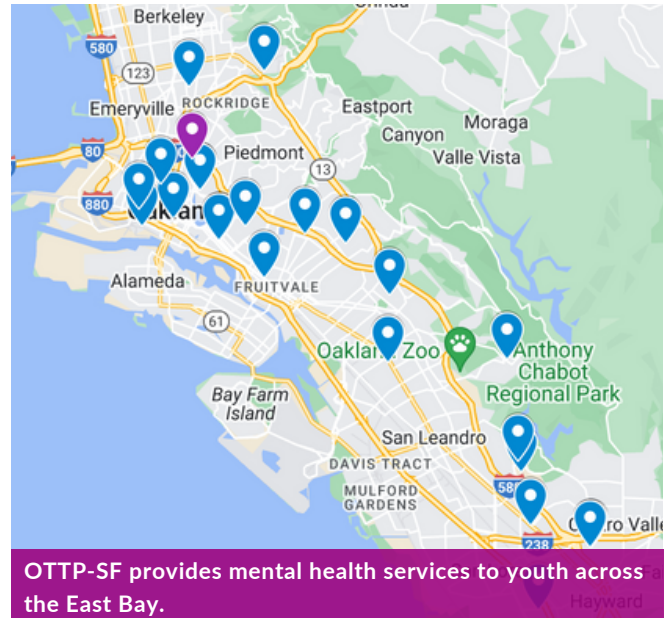 Berkeley
580
123
Emeryville
ROCKRIDGE
Eastport
Moraga
Canyon
80
Piedmont
Valle Vista
13
880
Oakland
Alameda
FRUITVALE
61
Oakland Zoo
Anthony
Chabot
Regional Park
Bay Farm
Island
San Leandro
DAVIS TRACT
580
MULFORD
GARDENS
238
OTTP-SF provides mental health services to youth across
the East Bay.
Hayward